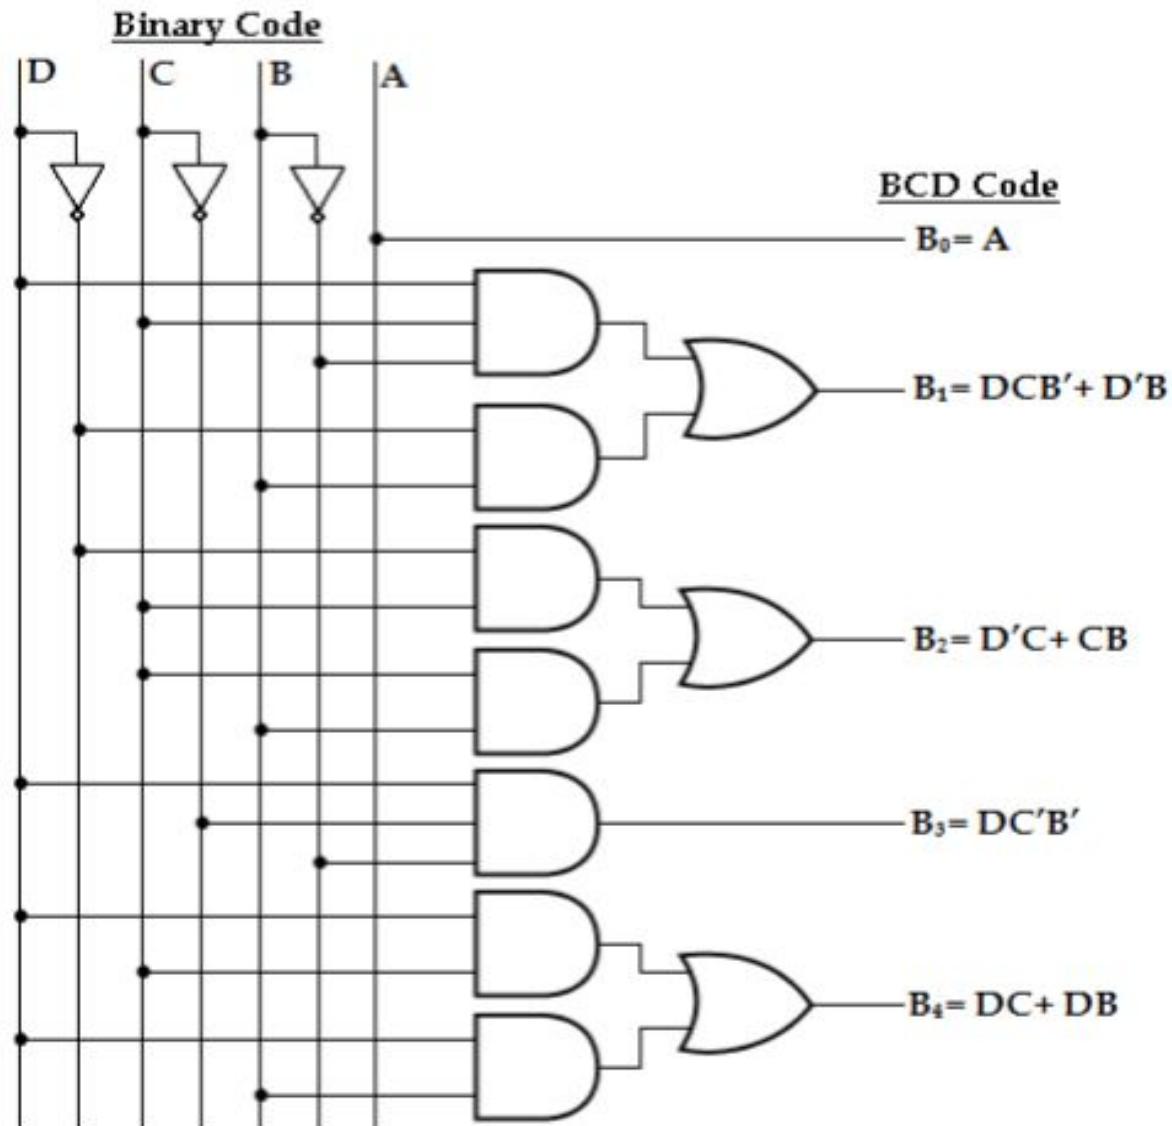 Binary Code
D C B A
BCD Code
B₀= A
B₁= DCB′+ D′B
B₂= D′C+ CB
B₃= DC′B′
B₄= DC+ DB